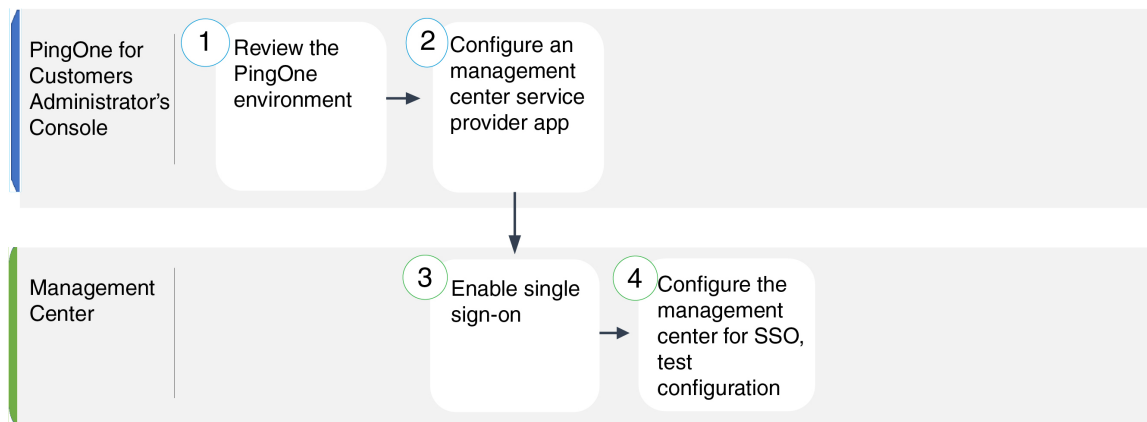 PingOne for
Customers
Administrator's
Console
1
Review the
PingOne
environment
2
Configure an
management
center service
provider app
Management
Center
3
Enable single
sign-on
4
Configure the
management
center for SSO,
test
configuration